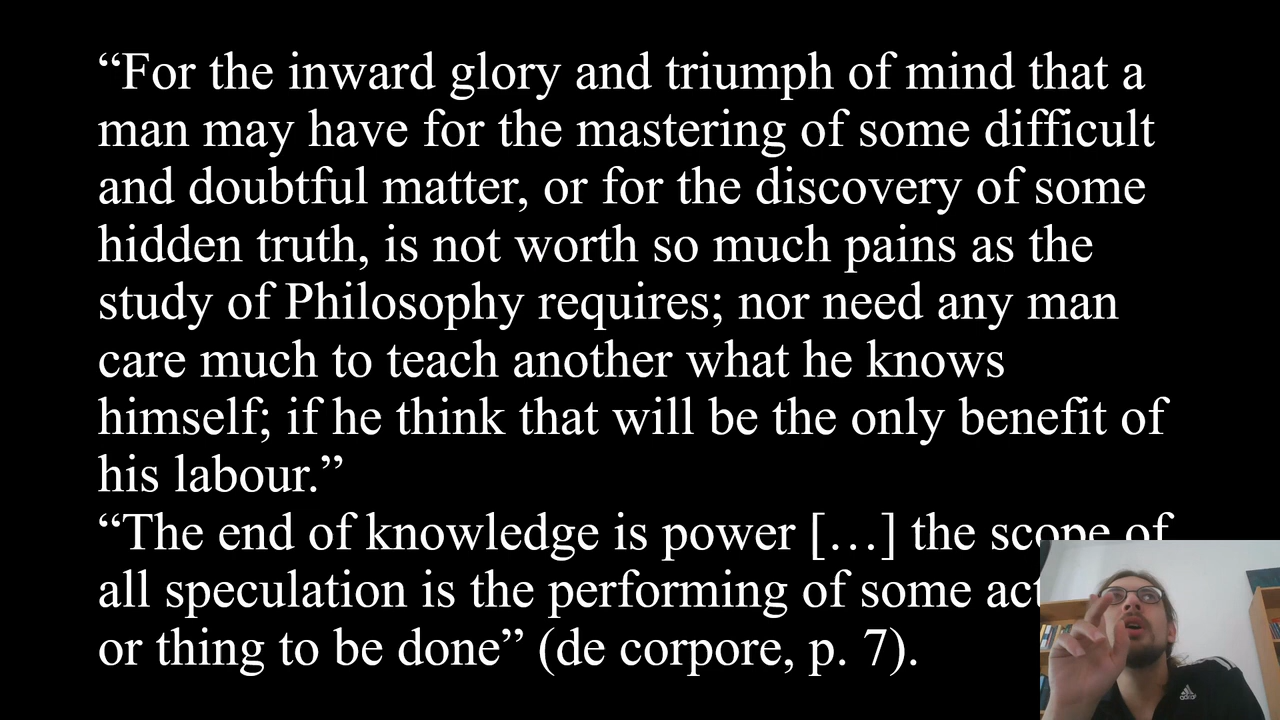 “For the inward glory and triumph of mind that a
man may have for the mastering of some difficult
and doubtful matter, or for the discovery of some
hidden truth, is not worth so much pains as the
study of Philosophy requires; nor need any man
care much to teach another what he knows
himself; if he think that will be the only benefit of
his labour.”
“The end of knowledge is power […] the scope of
all speculation is the performing of some act
or thing to be done” (de corpore, p. 7).
adidas